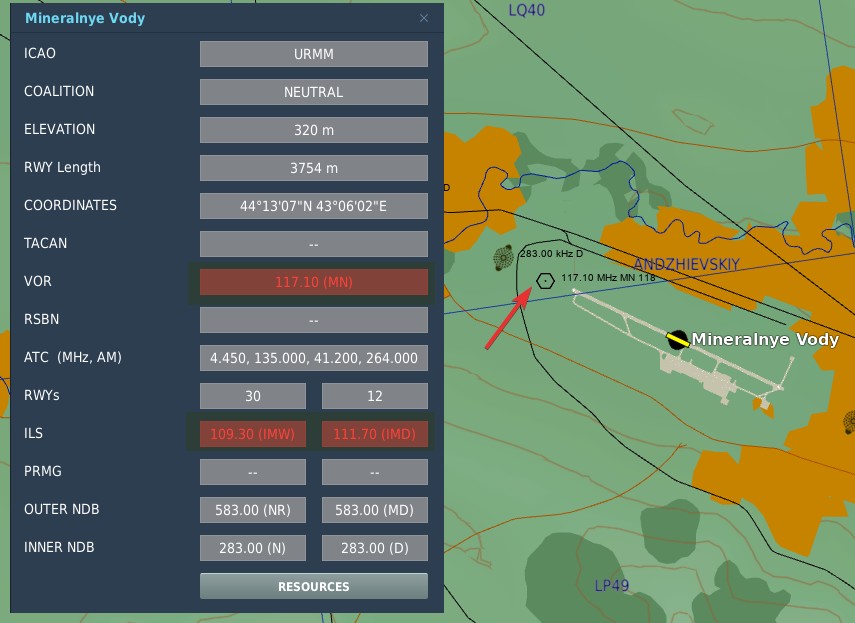 Mineralnye Vody
ICAO URMM
COALITION NEUTRAL
ELEVATION 320 m
RWY Length 3754 m
COORDINATES 44°13'07"N 43°06'02"E
TACAN --
VOR 117.10 (MN)
RSBN --
ATC (MHz, AM) 4.450, 135.000, 41.200, 264.000
RWYs 30 12
ILS 109.30 (IMW) 111.70 (IMD)
PRMG -- --
OUTER NDB 583.00 (NR) 583.00 (MD)
INNER NDB 283.00 (N) 283.00 (D)
RESOURCES
LQ40
D
283.00 kHz D
ANDZHIEVSKIY
117.10 MHz MN 118
Mineralnye Vody
LP49